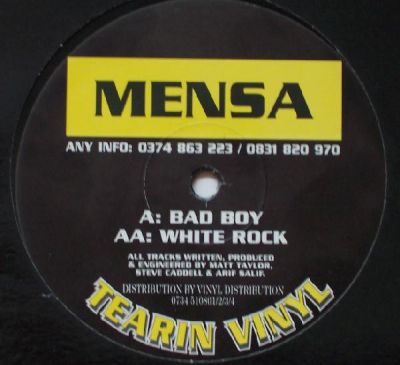 MENSA
ANY INFO: 0374 863 223 / 0831 820 970
A: BAD BOY
AA: WHITE ROCK
ALL TRACKS WRITTEN, PRODUCED
& ENGINEERED BY MATT TAYLOR,
STEVE CADDELL & ARIF SALIF.
DISTRIBUTION BY VINYL DISTRIBUTION
0734 510801/2/3/4
TEARIN VINYL